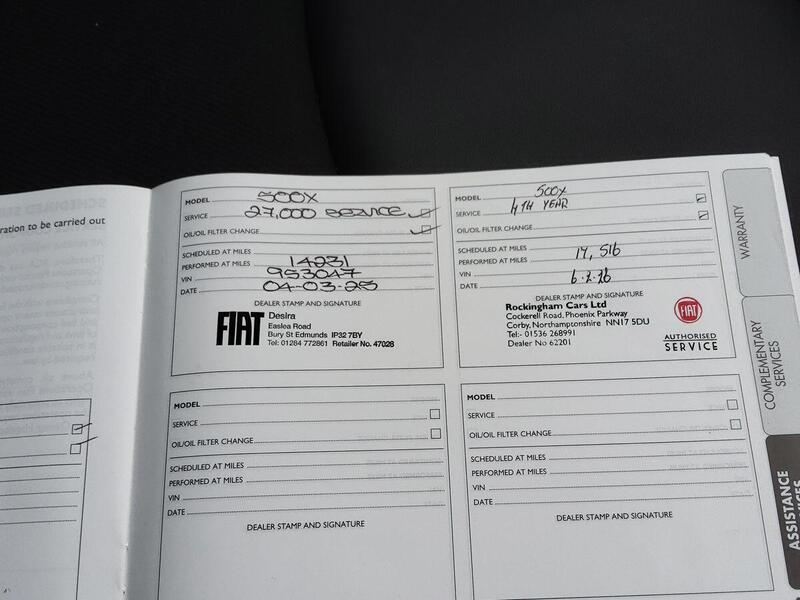 SCHEDULED
ration to be carried out
MODEL 500X
SERVICE 27,000 SERVICE
OIL/OIL FILTER CHANGE
SCHEDULED AT MILES
PERFORMED AT MILES 14231
VIN 953047
DATE 04-03-25
DEALER STAMP AND SIGNATURE
FIAT Desira
Easlea Road
Bury St Edmunds IP32 7BY
Tel: 01284 772861 Retailer No. 47028
MODEL 500X
SERVICE 4TH YEAR
OIL/OIL FILTER CHANGE
SCHEDULED AT MILES
PERFORMED AT MILES 17,516
VIN
DATE
DEALER STAMP AND SIGNATURE
Rockingham Cars Ltd
Cockerell Road, Phoenix Parkway
Corby, Northamptonshire NN17 5DU
Tel:- 01536 268991
Dealer No 62201
FIAT
AUTHORISED
SERVICE
MODEL
SERVICE
OIL/OIL FILTER CHANGE
SCHEDULED AT MILES
PERFORMED AT MILES
VIN
DATE
DEALER STAMP AND SIGNATURE
MODEL
SERVICE
OIL/OIL FILTER CHANGE
SCHEDULED AT MILES
PERFORMED AT MILES
VIN
DATE
DEALER STAMP AND SIGNATURE
WARRANTY
COMPLEMENTARY
SERVICES
ASSISTANCE